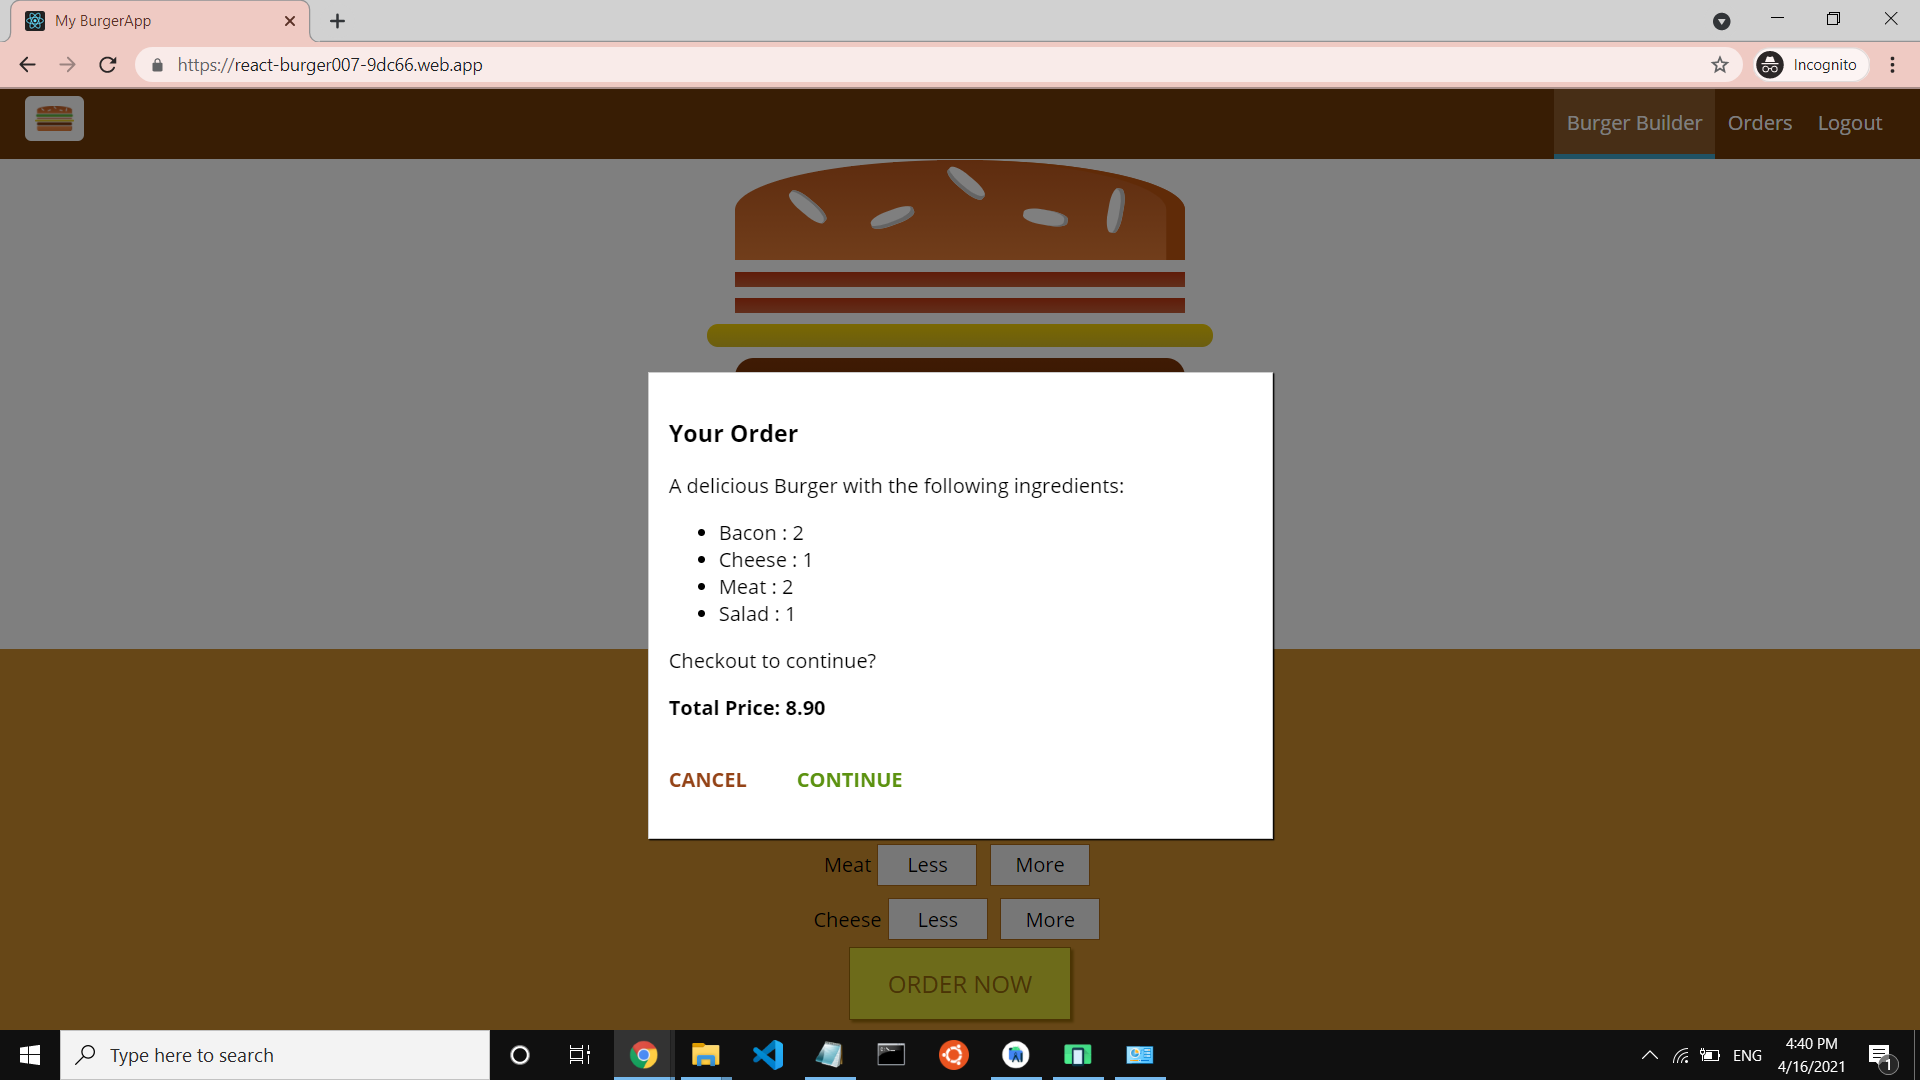 My BurgerApp
https://react-burger007-9dc66.web.app
Incognito
Burger Builder
Orders
Logout
Your Order
A delicious Burger with the following ingredients:
Bacon : 2
Cheese : 1
Meat : 2
Salad : 1
Checkout to continue?
Total Price: 8.90
CANCEL CONTINUE
Meat Less More
Cheese Less More
ORDER NOW
Type here to search
ENG
4:40 PM
4/16/2021
1